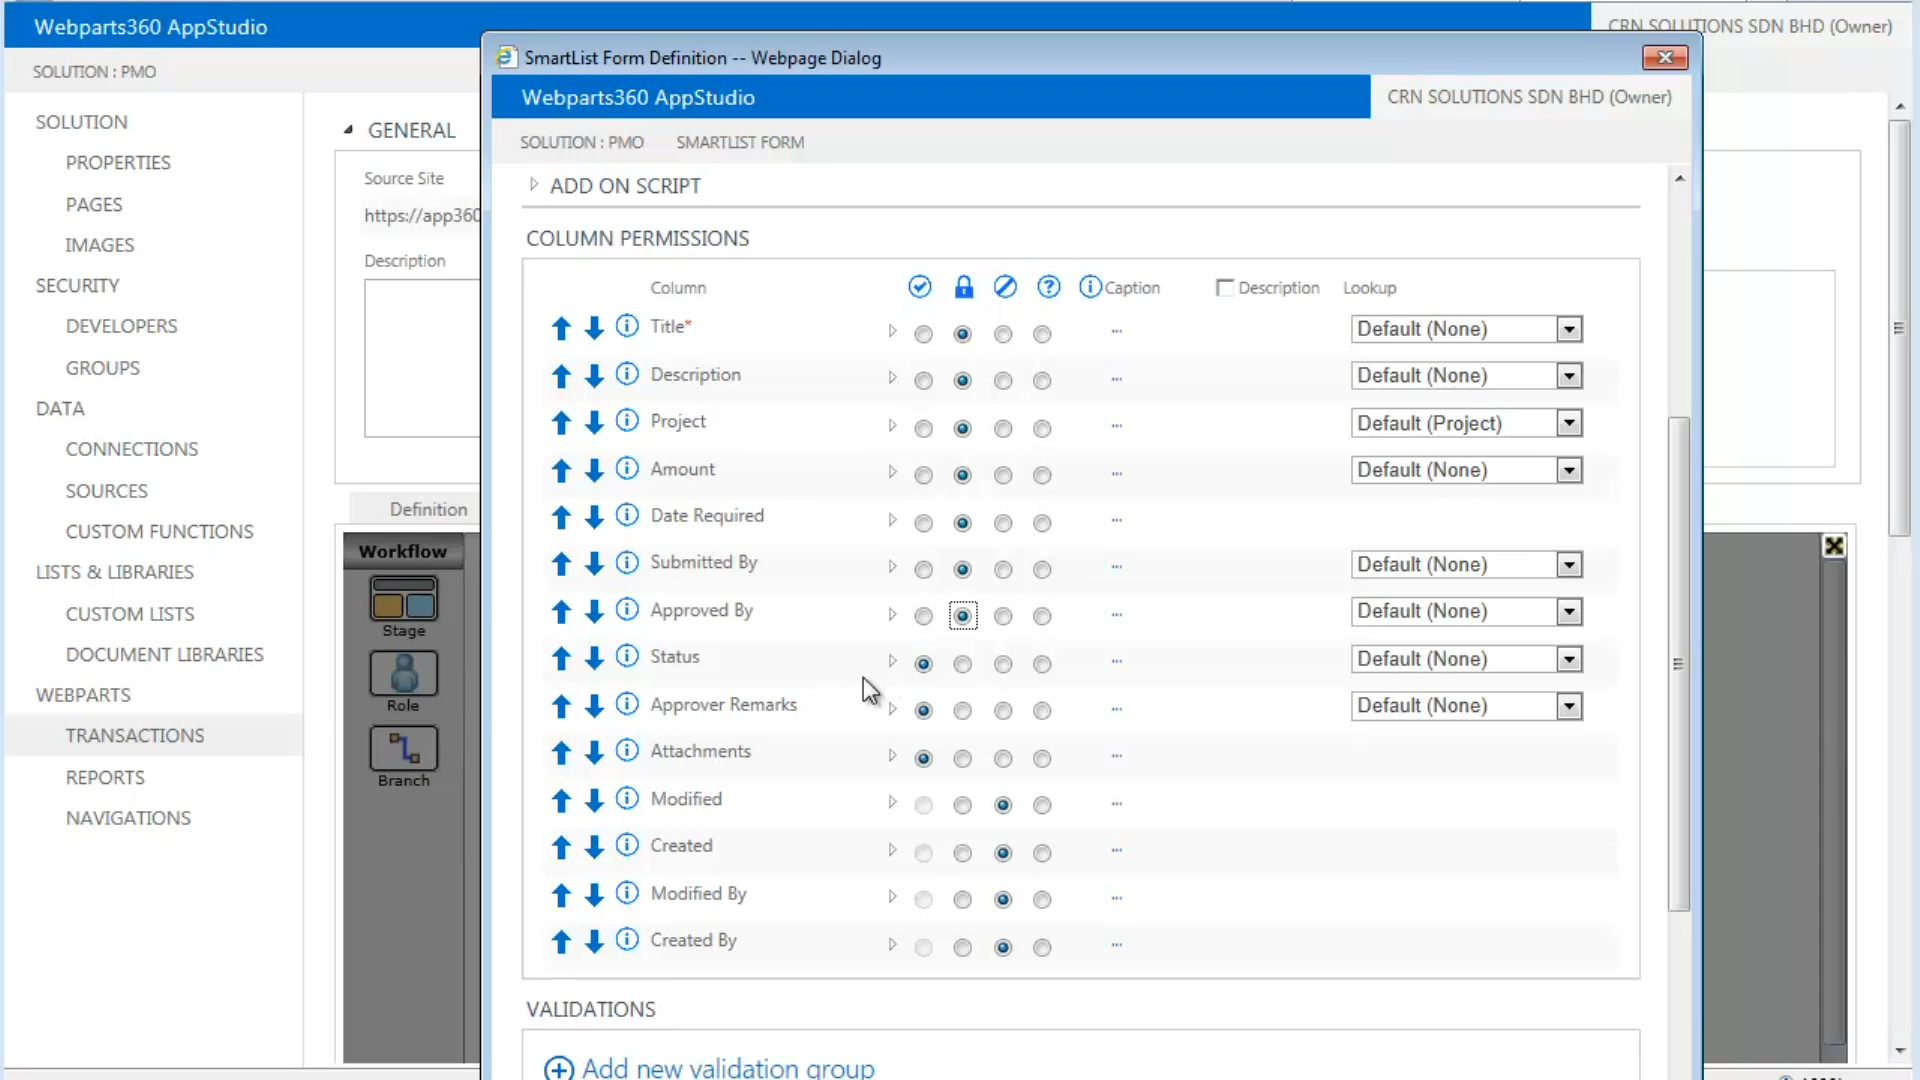 Webparts360 AppStudio
CRN SOLUTIONS SDN BHD (Owner)
SOLUTION : PMO
SOLUTION
PROPERTIES
PAGES
IMAGES
SECURITY
DEVELOPERS
GROUPS
DATA
CONNECTIONS
SOURCES
CUSTOM FUNCTIONS
LISTS & LIBRARIES
CUSTOM LISTS
DOCUMENT LIBRARIES
WEBPARTS
TRANSACTIONS
REPORTS
NAVIGATIONS
GENERAL
Source Site
https://app360
Description
Definition
Workflow
Stage
Role
Branch
SmartList Form Definition -- Webpage Dialog
Webparts360 AppStudio
CRN SOLUTIONS SDN BHD (Owner)
SOLUTION : PMO SMARTLIST FORM
ADD ON SCRIPT
COLUMN PERMISSIONS
Column Caption Description Lookup
Title* ... Default (None)
Description ... Default (None)
Project ... Default (Project)
Amount ... Default (None)
Date Required ...
Submitted By ... Default (None)
Approved By ... Default (None)
Status ... Default (None)
Approver Remarks ... Default (None)
Attachments ...
Modified ...
Created ...
Modified By ...
Created By ...
VALIDATIONS
Add new validation group